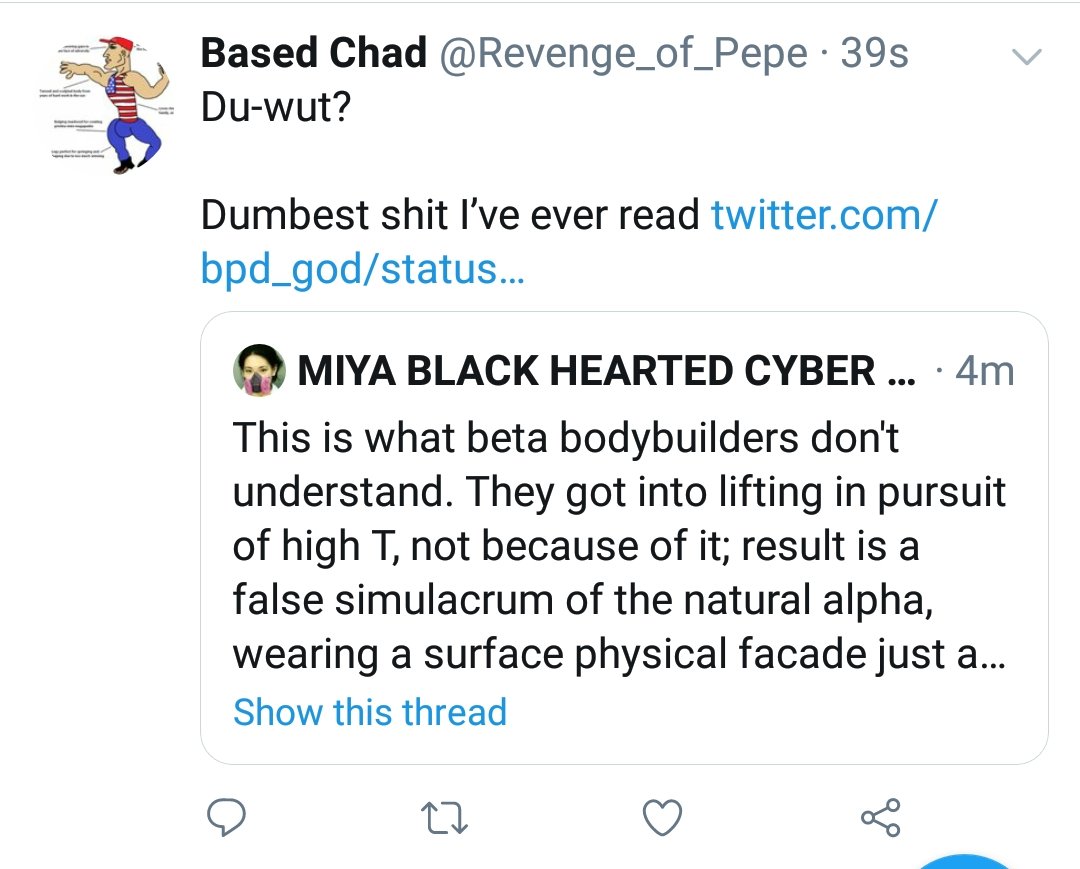 Based Chad @Revenge_of_Pepe · 39s
Du-wut?
Dumbest shit I’ve ever read twitter.com/
bpd_god/status…
MIYA BLACK HEARTED CYBER ... · 4m
This is what beta bodybuilders don't
understand. They got into lifting in pursuit
of high T, not because of it; result is a
false simulacrum of the natural alpha,
wearing a surface physical facade just a...
Show this thread